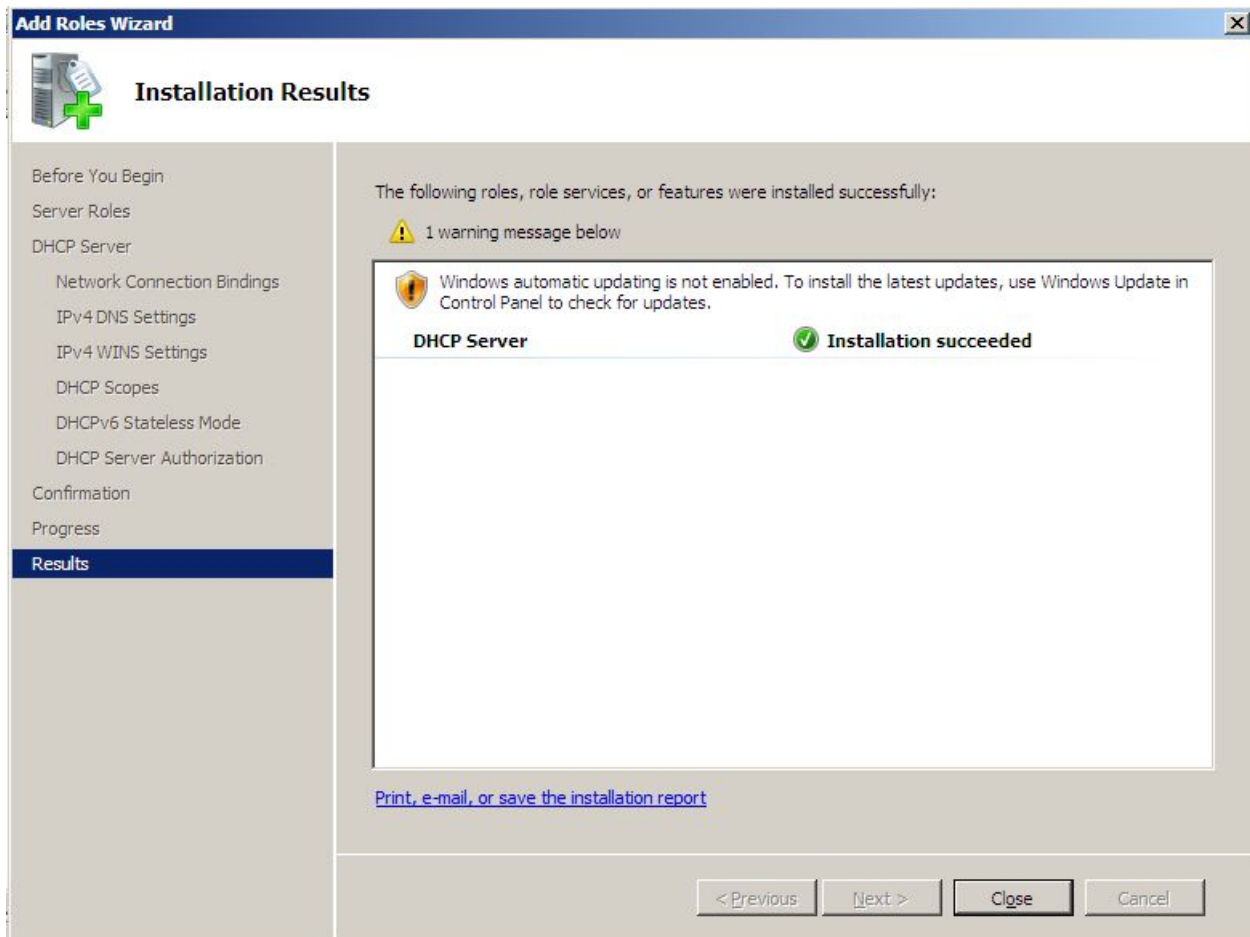 Add Roles Wizard
Installation Results
Before You Begin
Server Roles
DHCP Server
Network Connection Bindings
IPv4 DNS Settings
IPv4 WINS Settings
DHCP Scopes
DHCPv6 Stateless Mode
DHCP Server Authorization
Confirmation
Progress
Results
The following roles, role services, or features were installed successfully:
1 warning message below
Windows automatic updating is not enabled. To install the latest updates, use Windows Update in
Control Panel to check for updates.
DHCP Server Installation succeeded
Print, e-mail, or save the installation report
< Previous Next > Close Cancel